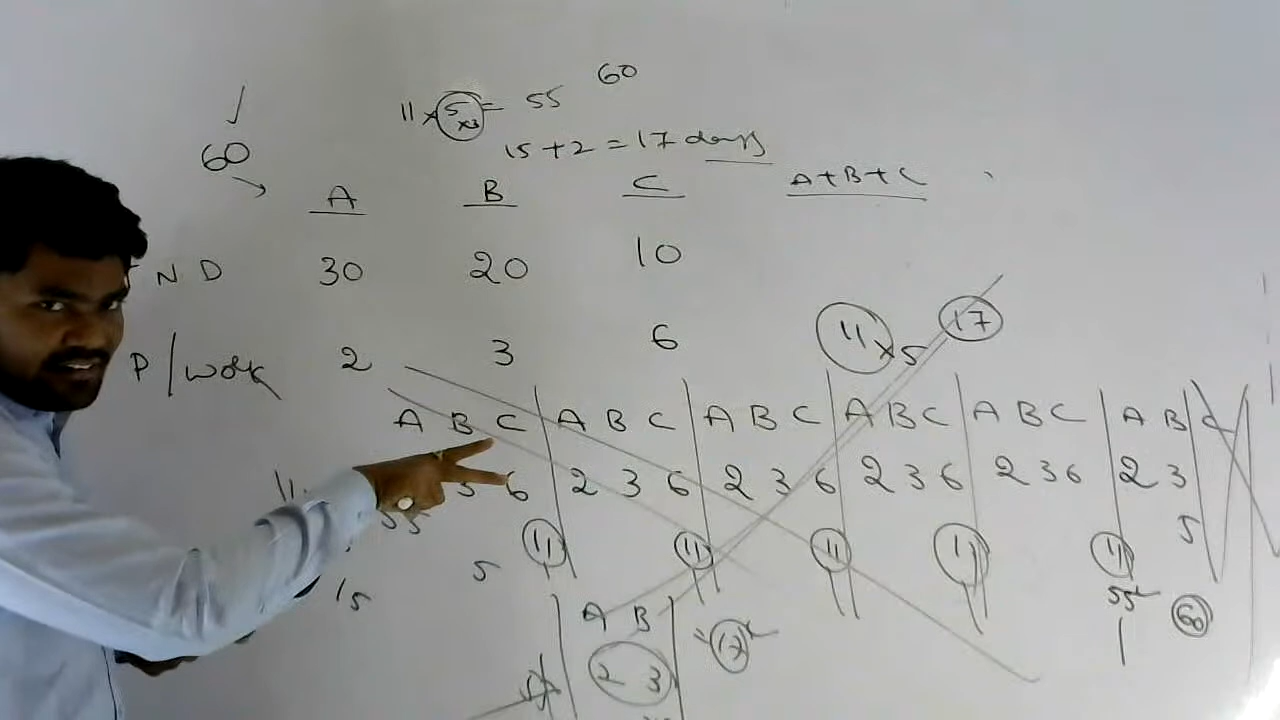 60
11 x 5 x3 = 55
15 + 2 = 17 days
60
A B C A+B+C
N D 30 20 10
P/work 2 3 6 11 x 5 17
A B C | A B C | A B C | A B C | A B C | A B C
3 6 | 2 3 6 | 2 3 6 | 2 3 6 | 2 3 6 | 2 3
11
55 5
11 11 11 11 11
15 5 55 60
A B
2 3 17